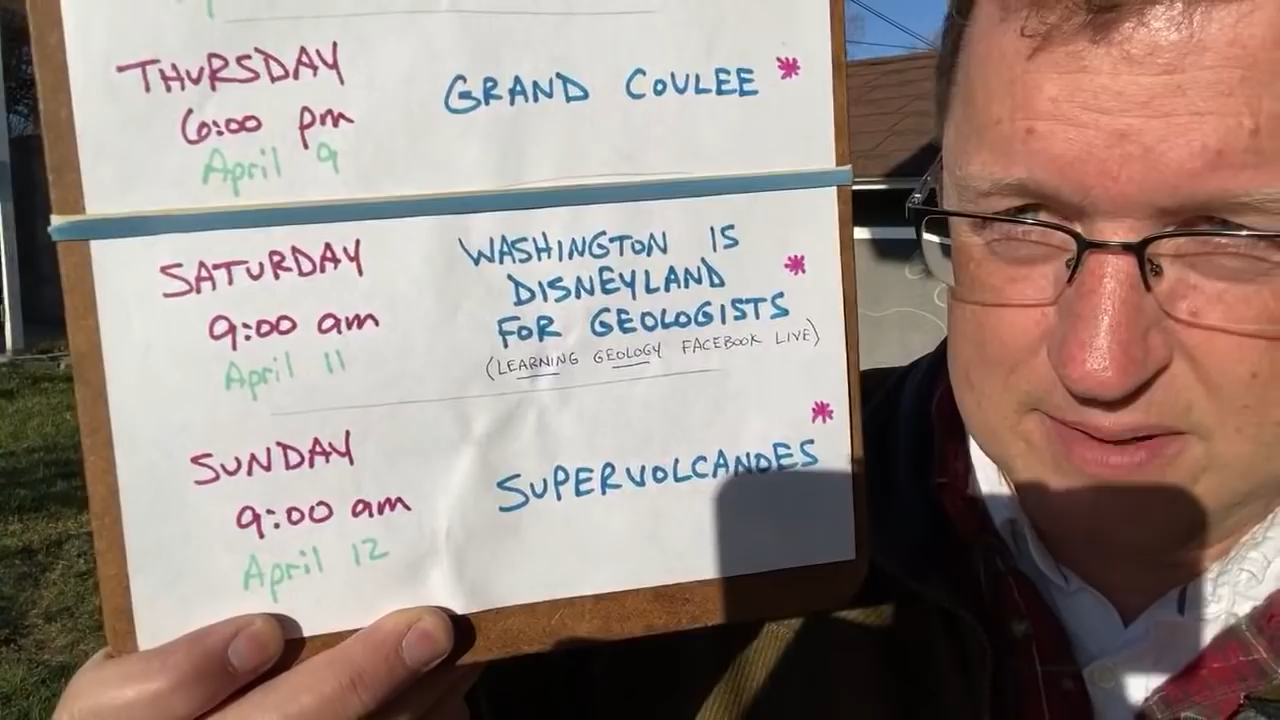 THURSDAY
6:00 pm
April 9
GRAND COULEE *
SATURDAY
9:00 am
April 11
WASHINGTON IS
DISNEYLAND *
FOR GEOLOGISTS
(LEARNING GEOLOGY FACEBOOK LIVE)
SUNDAY
9:00 am
April 12
*
SUPERVOLCANOES